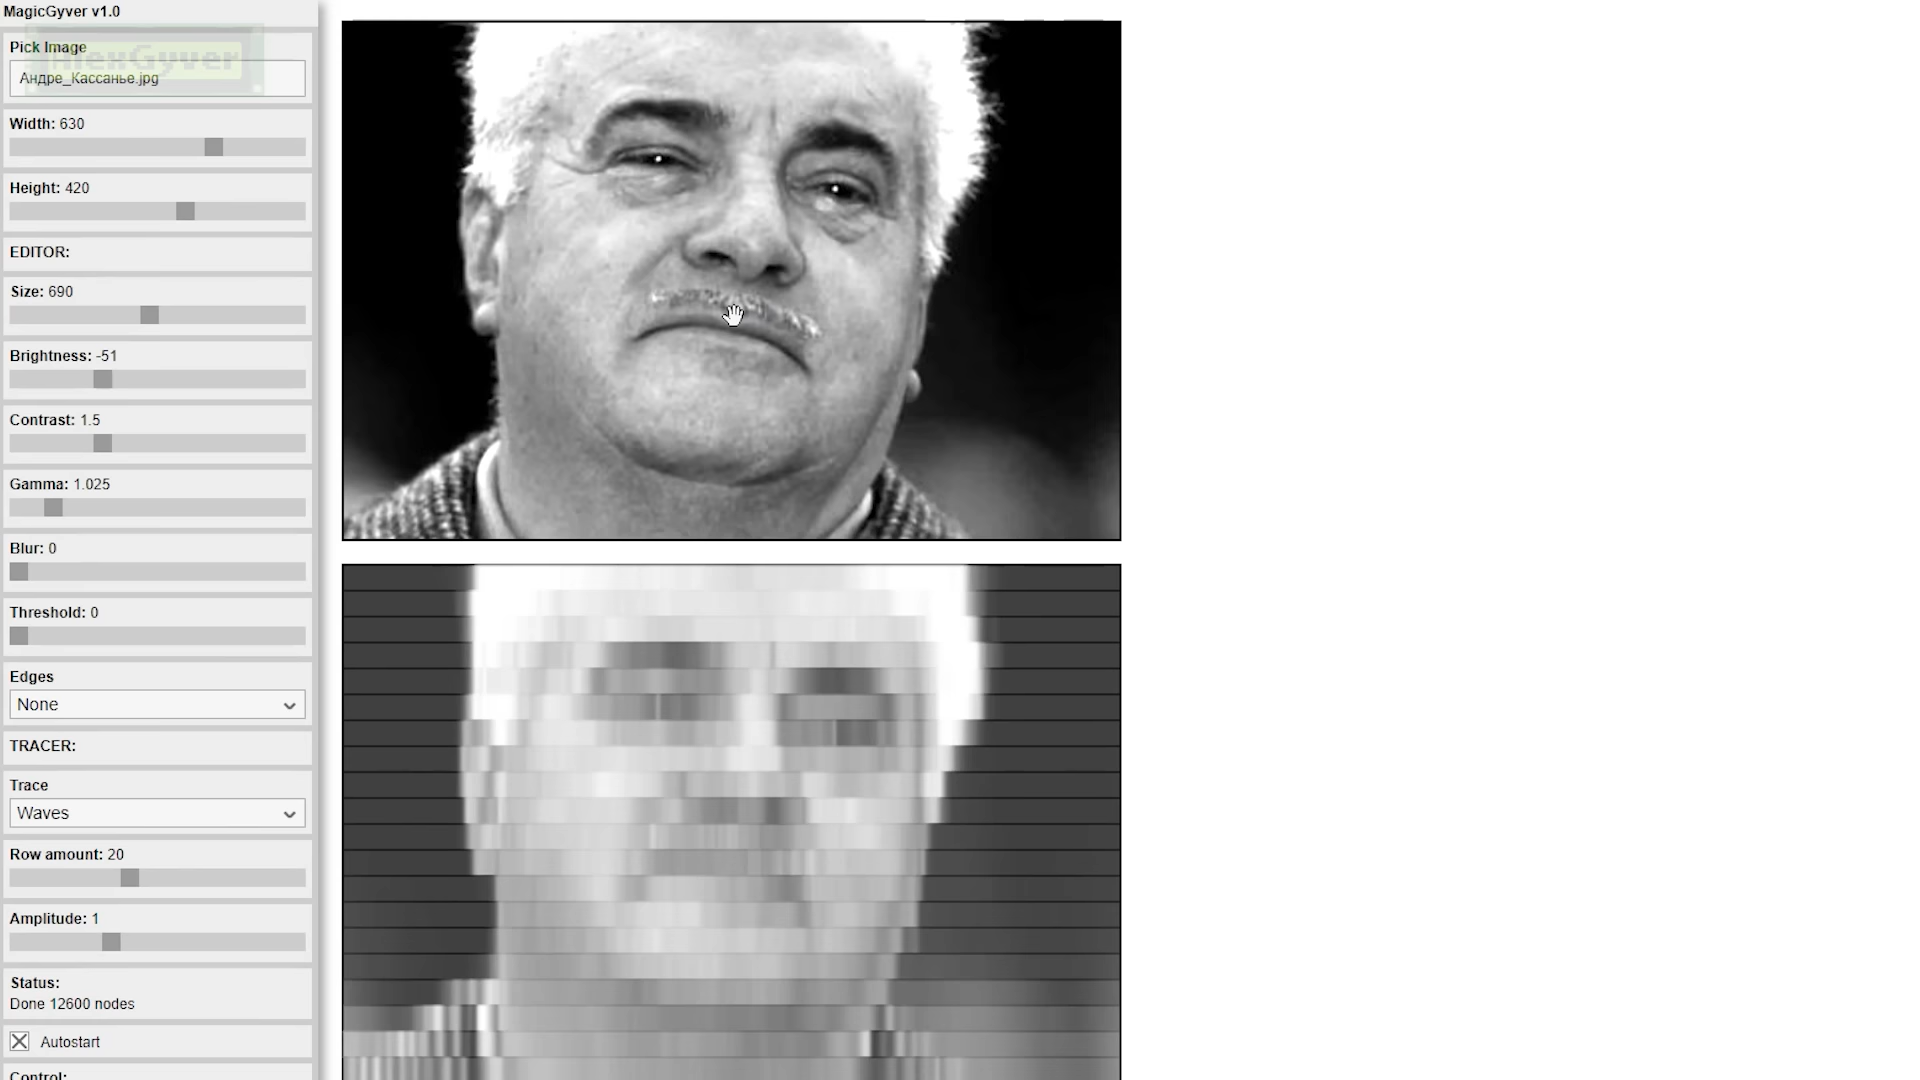 MagicGyver v1.0
Pick Image
AlexGyver
Андре_Кассанье.jpg
Width: 630
Height: 420
EDITOR:
Size: 690
Brightness: -51
Contrast: 1.5
Gamma: 1.025
Blur: 0
Threshold: 0
Edges
None
TRACER:
Trace
Waves
Row amount: 20
Amplitude: 1
Status:
Done 12600 nodes
Autostart
Control: